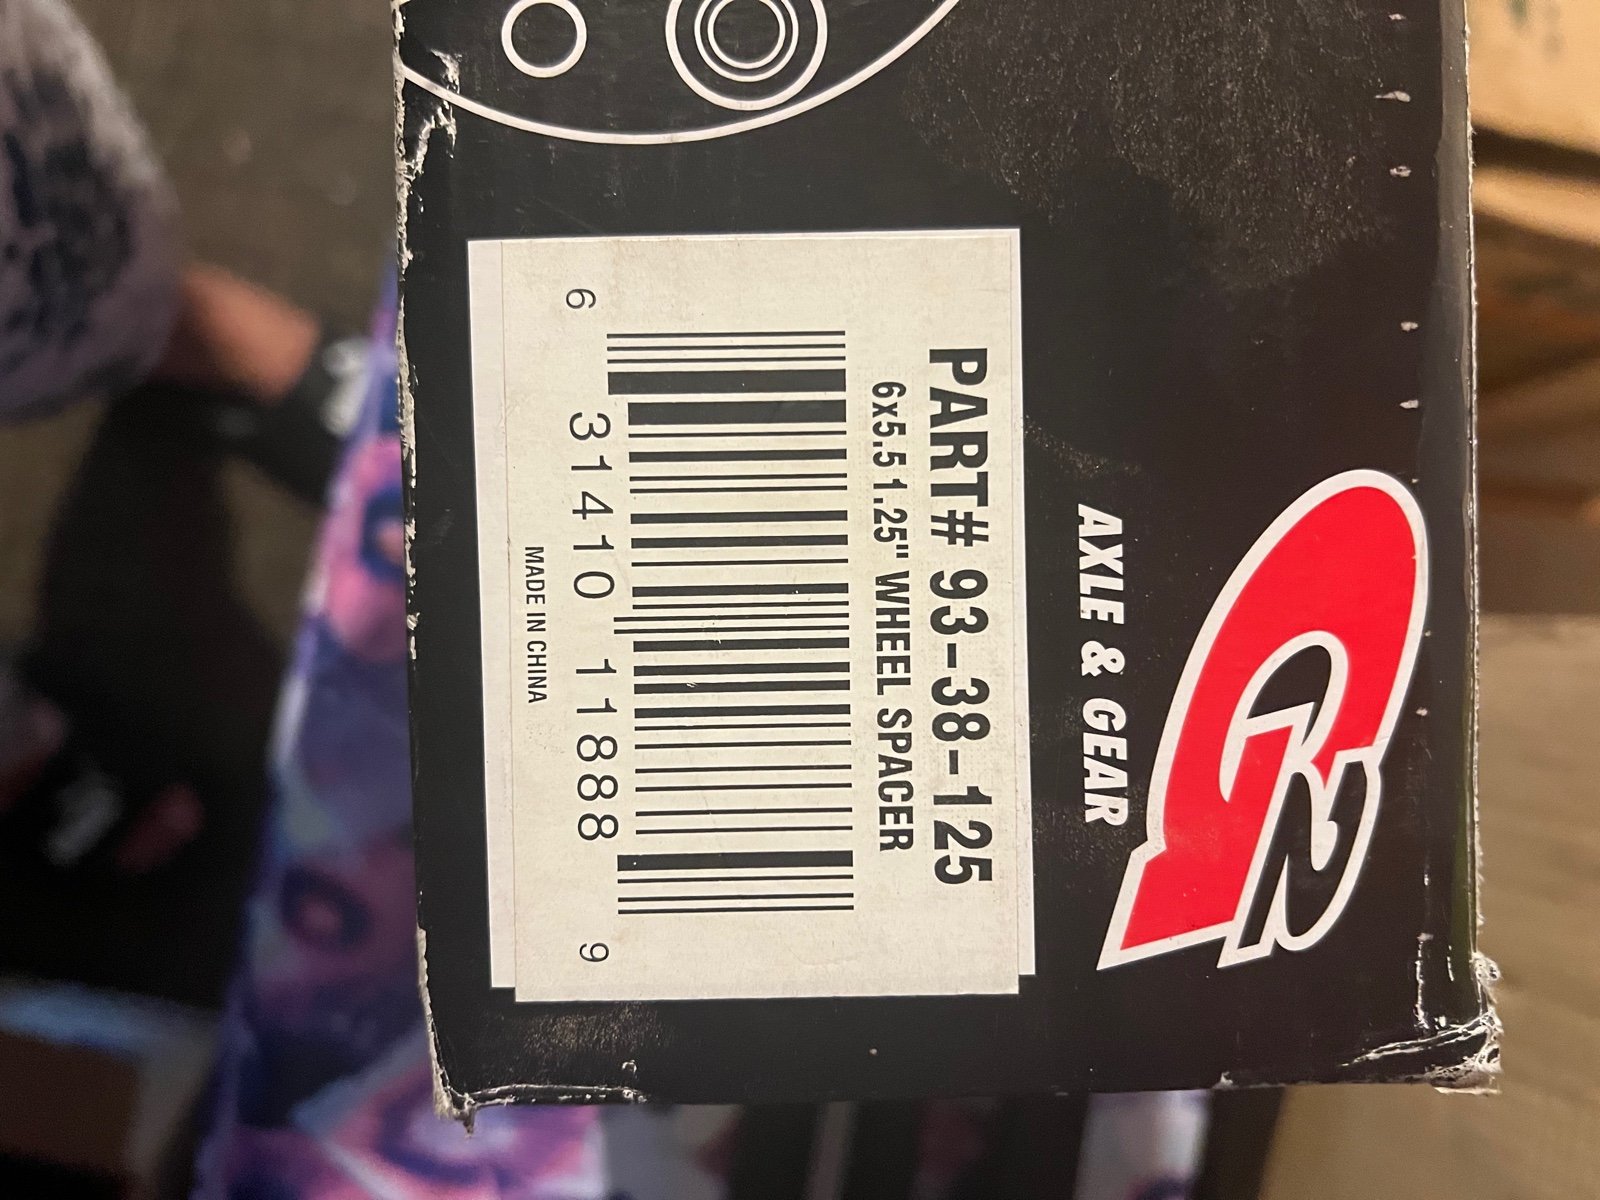 G2
AXLE & GEAR
PART# 93-38-125
6x5.5 1.25" WHEEL SPACER
6 31410 11888 9
MADE IN CHINA